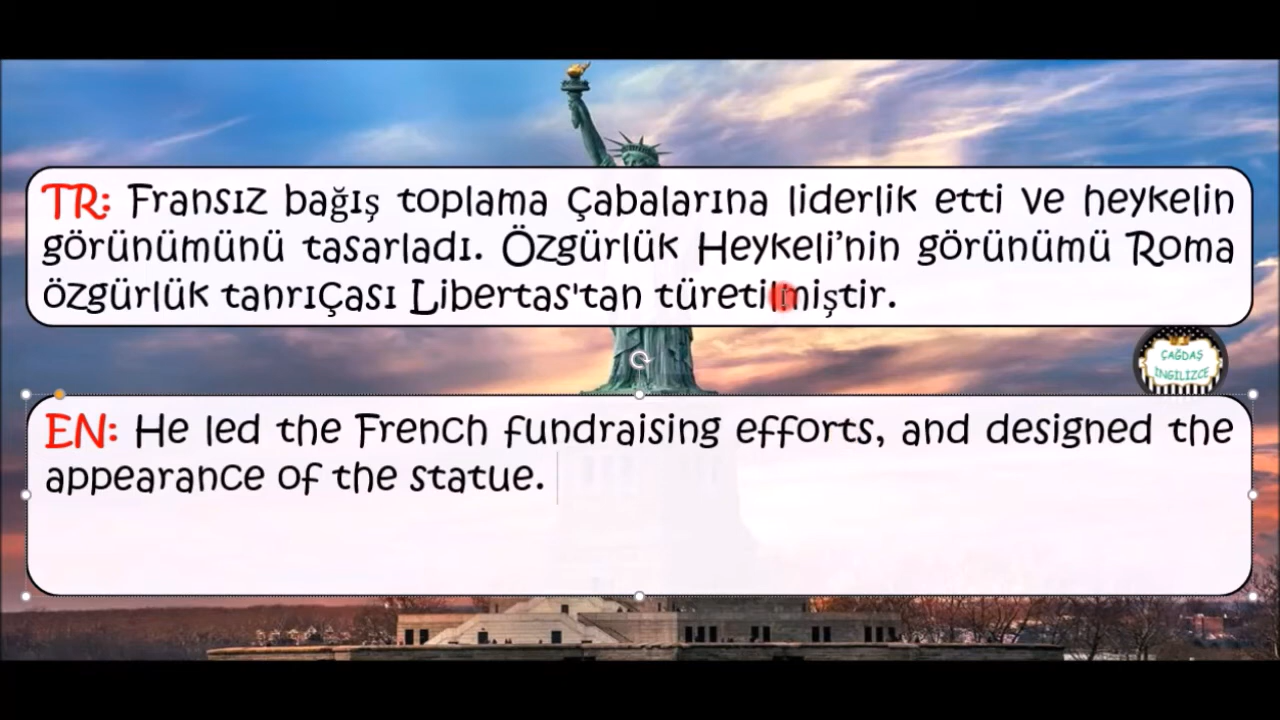 TR: Fransız bağış toplama çabalarına liderlik etti ve heykelin
görünümünü tasarladı. Özgürlük Heykeli’nin görünümü Roma
özgürlük tanrıçası Libertas'tan türetilmiştir.
ÇAĞDAŞ
İNGİLİZCE
EN: He led the French fundraising efforts, and designed the
appearance of the statue.